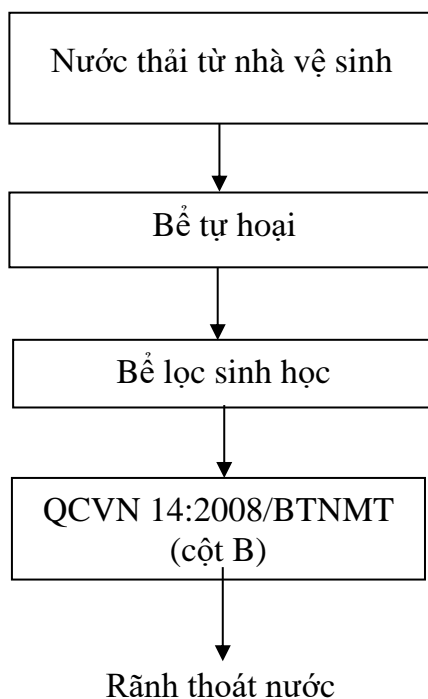 Nước thải từ nhà vệ sinh
Bể tự hoại
Bể lọc sinh học
QCVN 14:2008/BTNMT
(cột B)
Rãnh thoát nước